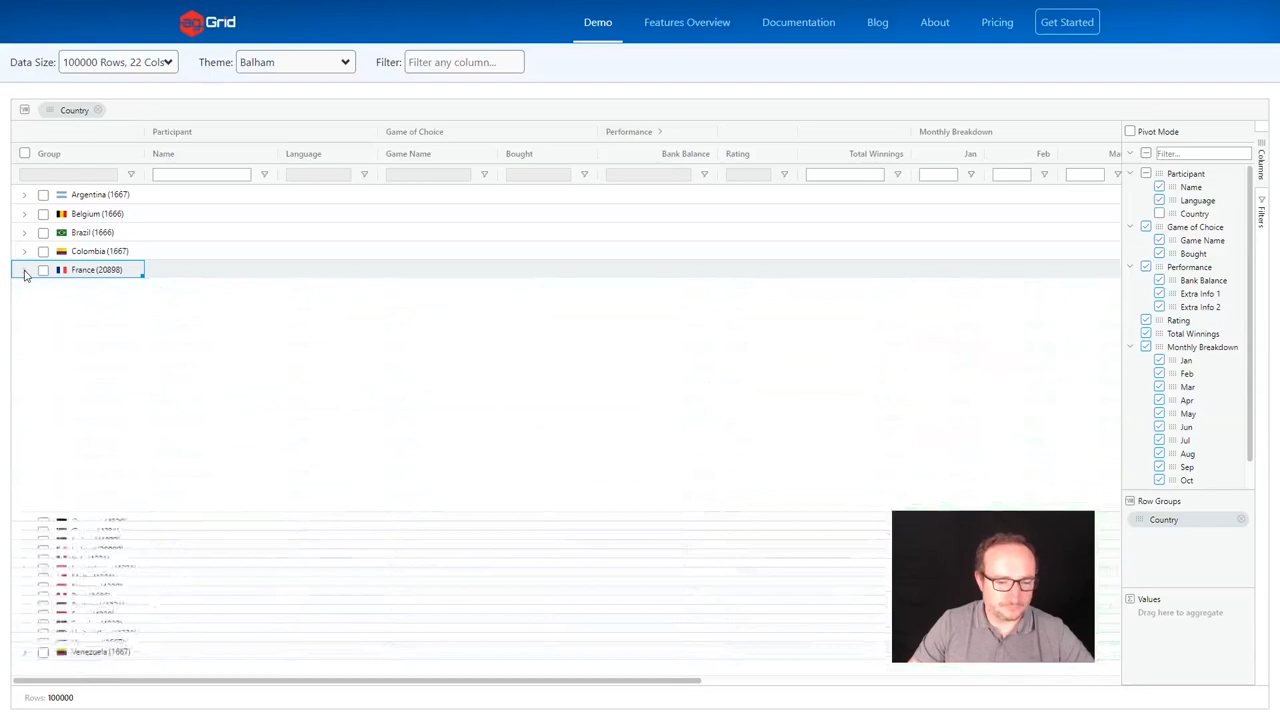 ag Grid
Demo
Features Overview
Documentation
Blog
About
Pricing
Get Started
Data Size:
100000 Rows, 22 Cols
Theme:
Balham
Filter:
Filter any column...
Country
Participant
Game of Choice
Performance
Monthly Breakdown
Group
Name
Language
Game Name
Bought
Bank Balance
Rating
Total Winnings
Jan
Feb
Argentina (1667)
Belgium (1666)
Brazil (1666)
Colombia (1667)
France (20898)
Venezuela (1667)
Rows: 100000
Pivot Mode
Filter...
Participant
Name
Language
Country
Game of Choice
Game Name
Bought
Performance
Bank Balance
Extra Info 1
Extra Info 2
Rating
Total Winnings
Monthly Breakdown
Jan
Feb
Mar
Apr
May
Jun
Jul
Aug
Sep
Oct
Row Groups
Country
Values
Drag here to aggregate
Columns
Filters